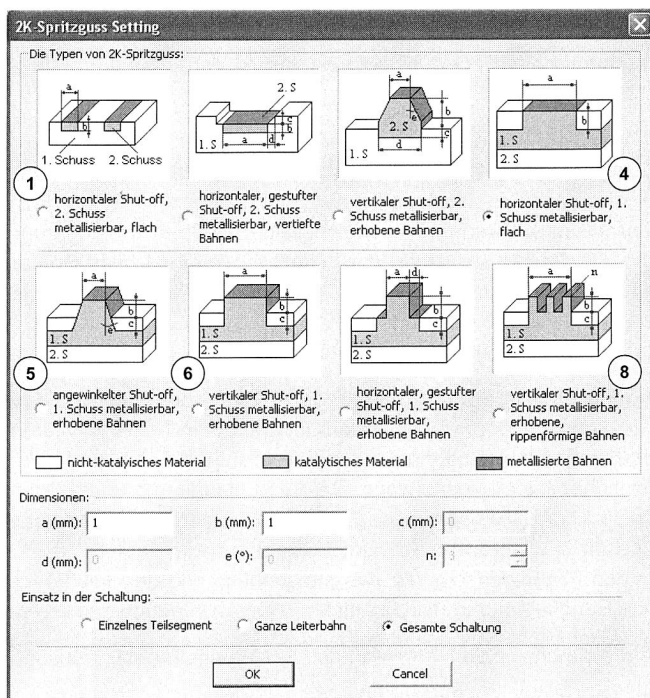 2K-Spritzguss Setting
Die Typen von 2K-Spritzguss:
a
b
1. Schuss 2. Schuss
1
horizontaler Shut-off,
2. Schuss
metallisierbar, flach
2. S
c
b
1. S
a
d
horizontaler, gestufter
Shut-off, 2. Schuss
metallisierbar, vertiefte
Bahnen
a
b
e
c
2. S
1. S
d
vertikaler Shut-off, 2.
Schuss metallisierbar,
erhobene Bahnen
a
b
1. S
2. S
4
horizontaler Shut-off, 1.
Schuss metallisierbar,
flach
a
b
c
e
1. S
2. S
5
angewinkelter Shut-off,
1. Schuss metallisierbar,
erhobene Bahnen
a
b
c
1. S
2. S
6
vertikaler Shut-off, 1.
Schuss metallisierbar,
erhobene Bahnen
a
d
b
c
1. S
2. S
horizontaler, gestufter
Shut-off, 1. Schuss
metallisierbar,
erhobene Bahnen
a
n
b
c
1. S
2. S
8
vertikaler Shut-off, 1.
Schuss metallisierbar,
erhobene,
rippenförmige Bahnen
nicht-katalyisches Material katalytisches Material metallisierte Bahnen
Dimensionen:
a (mm): 1 b (mm): 1 c (mm): 0
d (mm): 0 e (°): 0 n: 3
Einsatz in der Schaltung:
Einzelnes Teilsegment Ganze Leiterbahn Gesamte Schaltung
OK Cancel